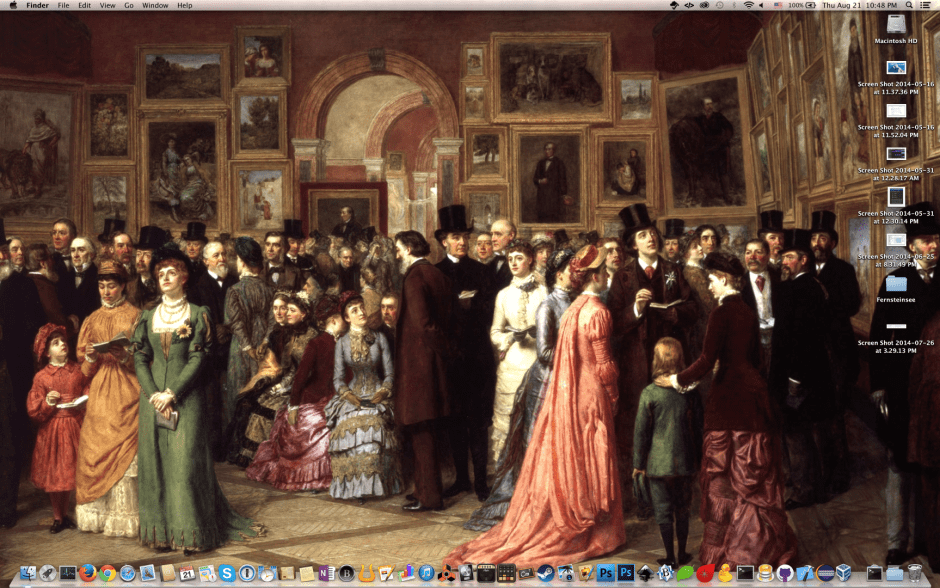 Finder File Edit View Go Window Help
100% Thu Aug 21 10:48 PM
Macintosh HD
Screen Shot 2014-05-16
at 11.37.36 PM
Screen Shot 2014-05-16
at 11.52.04 PM
Screen Shot 2014-05-31
at 12.28.17 AM
Screen Shot 2014-05-31
at 12.30.14 PM
Screen Shot 2014-06-25
at 8.31.49 PM
Fernsteinsee
Screen Shot 2014-07-26
at 3.29.13 PM
21
Ps
Ps